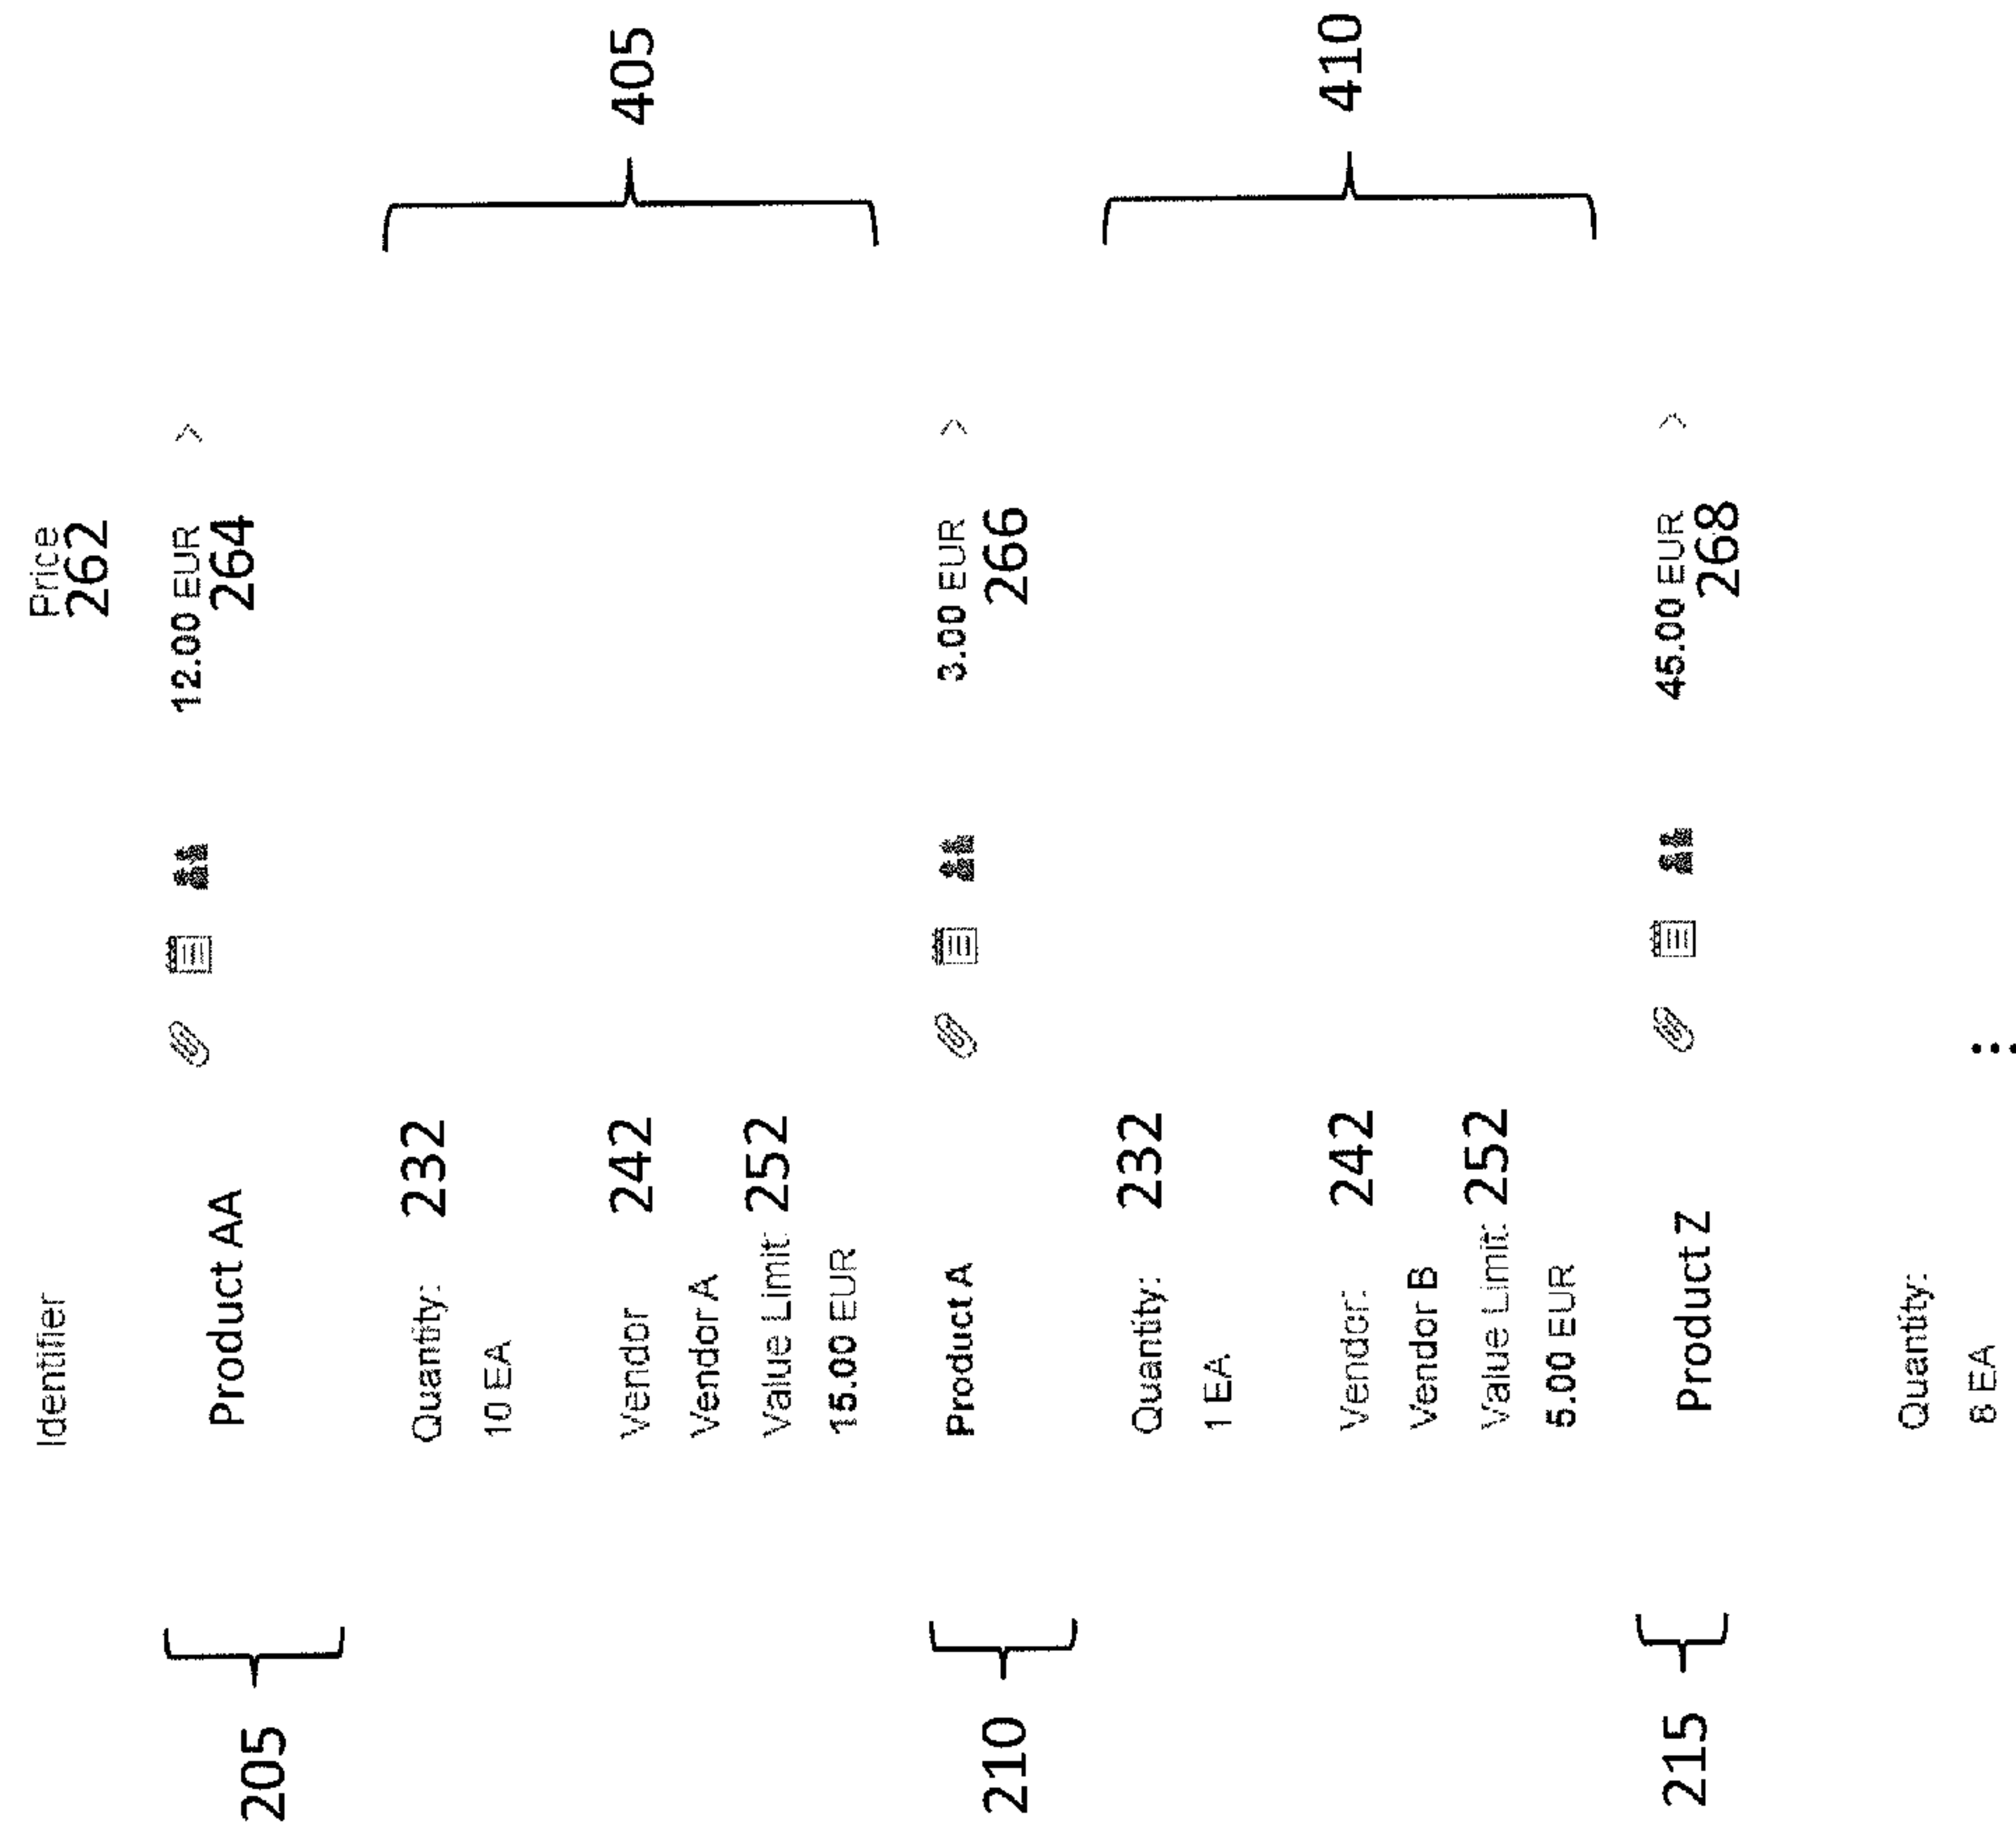 Identifier Price
262
205 Product AA 12.00 EUR
264
Quantity: 232
10 EA
405
Vendor 242
Vendor A
Value Limit: 252
15.00 EUR
210 Product A 3.00 EUR
266
Quantity: 232
1 EA
410
Vendor: 242
Vendor B
Value Limit: 252
5.00 EUR
215 Product Z 45.00 EUR
268
Quantity:
8 EA